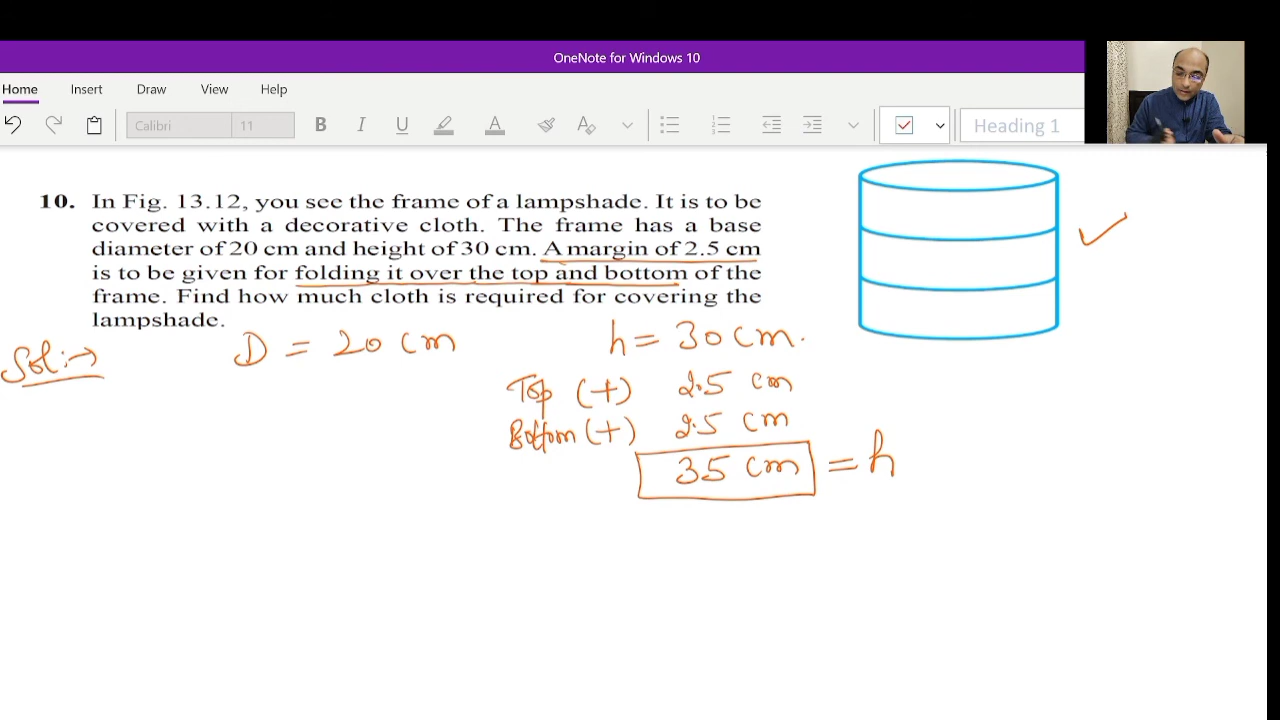 OneNote for Windows 10
Home Insert Draw View Help
Calibri 11 B I U A A Heading 1
10. In Fig. 13.12, you see the frame of a lampshade. It is to be
covered with a decorative cloth. The frame has a base
diameter of 20 cm and height of 30 cm. A margin of 2.5 cm
is to be given for folding it over the top and bottom of the
frame. Find how much cloth is required for covering the
lampshade.
Sol:→ D = 20 cm h = 30 cm.
Top (+) 2.5 cm
Bottom (+) 2.5 cm
35 cm = h